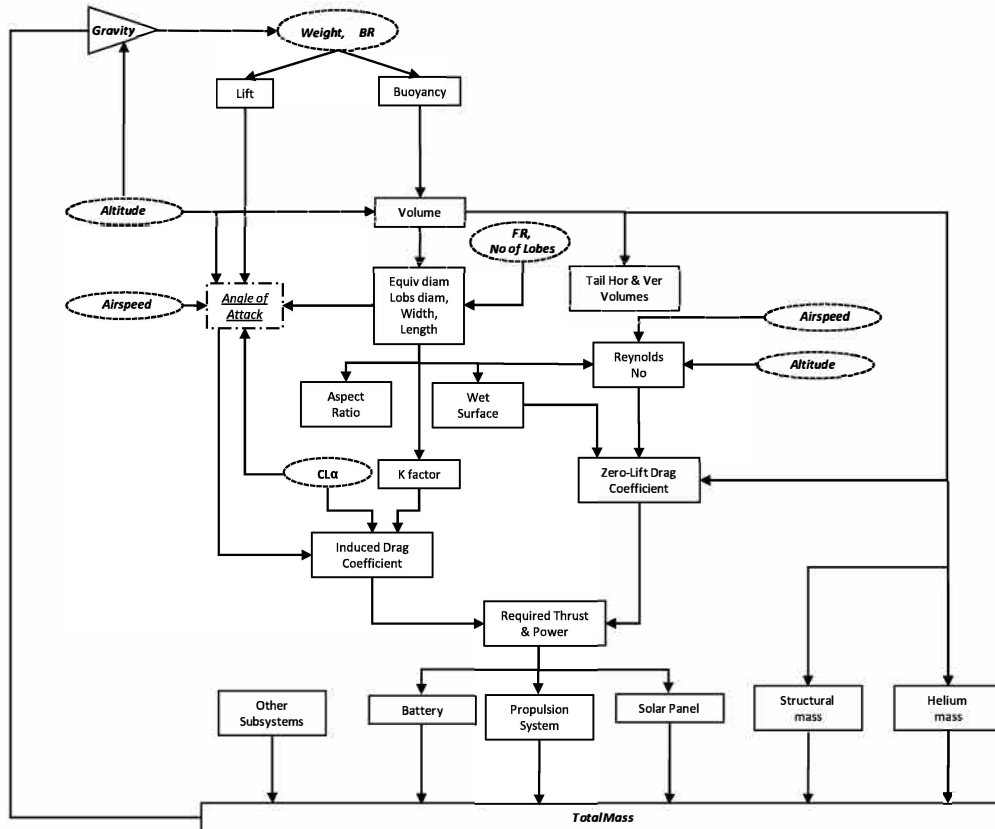 Gravity
Weight, BR
Lift
Buoyancy
Altitude
Volume
FR,
No of Lobes
Equiv diam
Lobs diam,
Width,
Length
Tail Hor & Ver
Volumes
Airspeed
Angle of
Attack
Airspeed
Reynolds
No
Altitude
Aspect
Ratio
Wet
Surface
CLα
K factor
Zero-Lift Drag
Coefficient
Induced Drag
Coefficient
Required Thrust
& Power
Other
Subsystems
Battery
Propulsion
System
Solar Panel
Structural
mass
Helium
mass
TotalMass